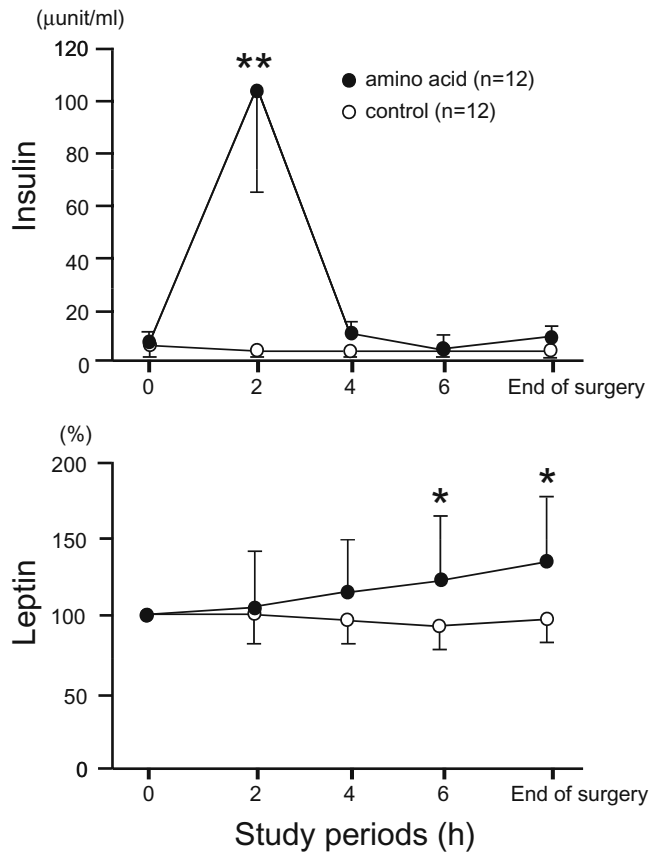 (μunit/ml)
120
100
80
60
40
20
0
Insulin
**
amino acid (n=12)
control (n=12)
0 2 4 6 End of surgery
(%)
200
150
100
50
0
Leptin
* *
0 2 4 6 End of surgery
Study periods (h)